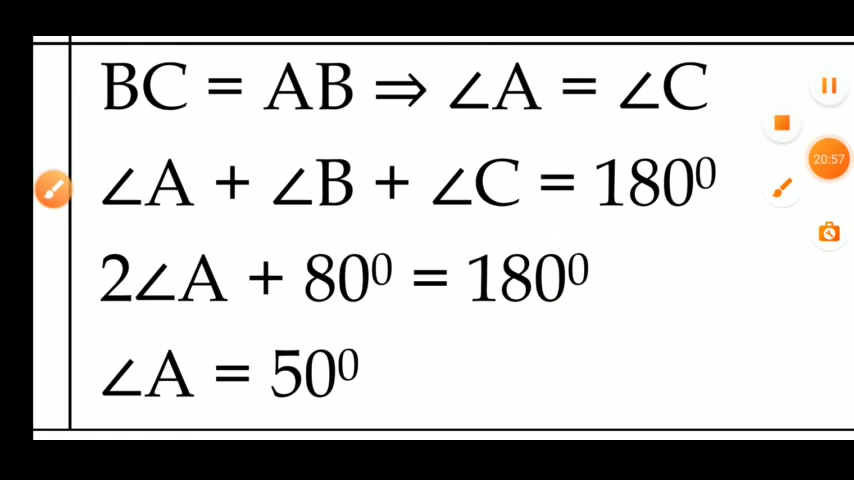 BC = AB ⇒ ∠A = ∠C
∠A + ∠B + ∠C = 180⁰
2∠A + 80⁰ = 180⁰
∠A = 50⁰
20:57